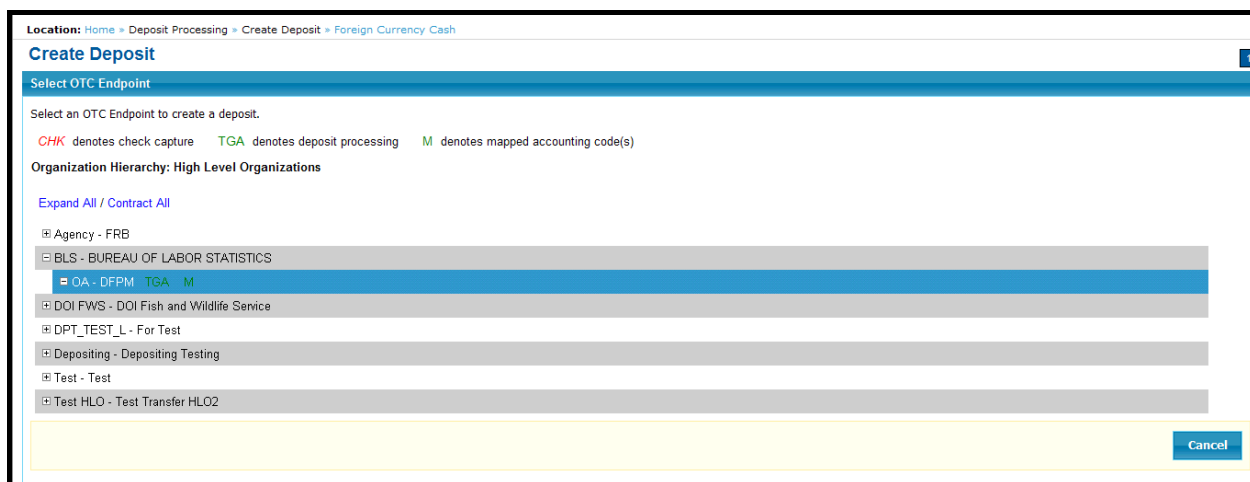 Location: Home » Deposit Processing » Create Deposit » Foreign Currency Cash
Create Deposit
Select OTC Endpoint
Select an OTC Endpoint to create a deposit.
CHK denotes check capture TGA denotes deposit processing M denotes mapped accounting code(s)
Organization Hierarchy: High Level Organizations
Expand All / Contract All
Agency - FRB
BLS - BUREAU OF LABOR STATISTICS
OA - DFPM TGA M
DOI FWS - DOI Fish and Wildlife Service
DPT_TEST_L - For Test
Depositing - Depositing Testing
Test - Test
Test HLO - Test Transfer HLO2
Cancel